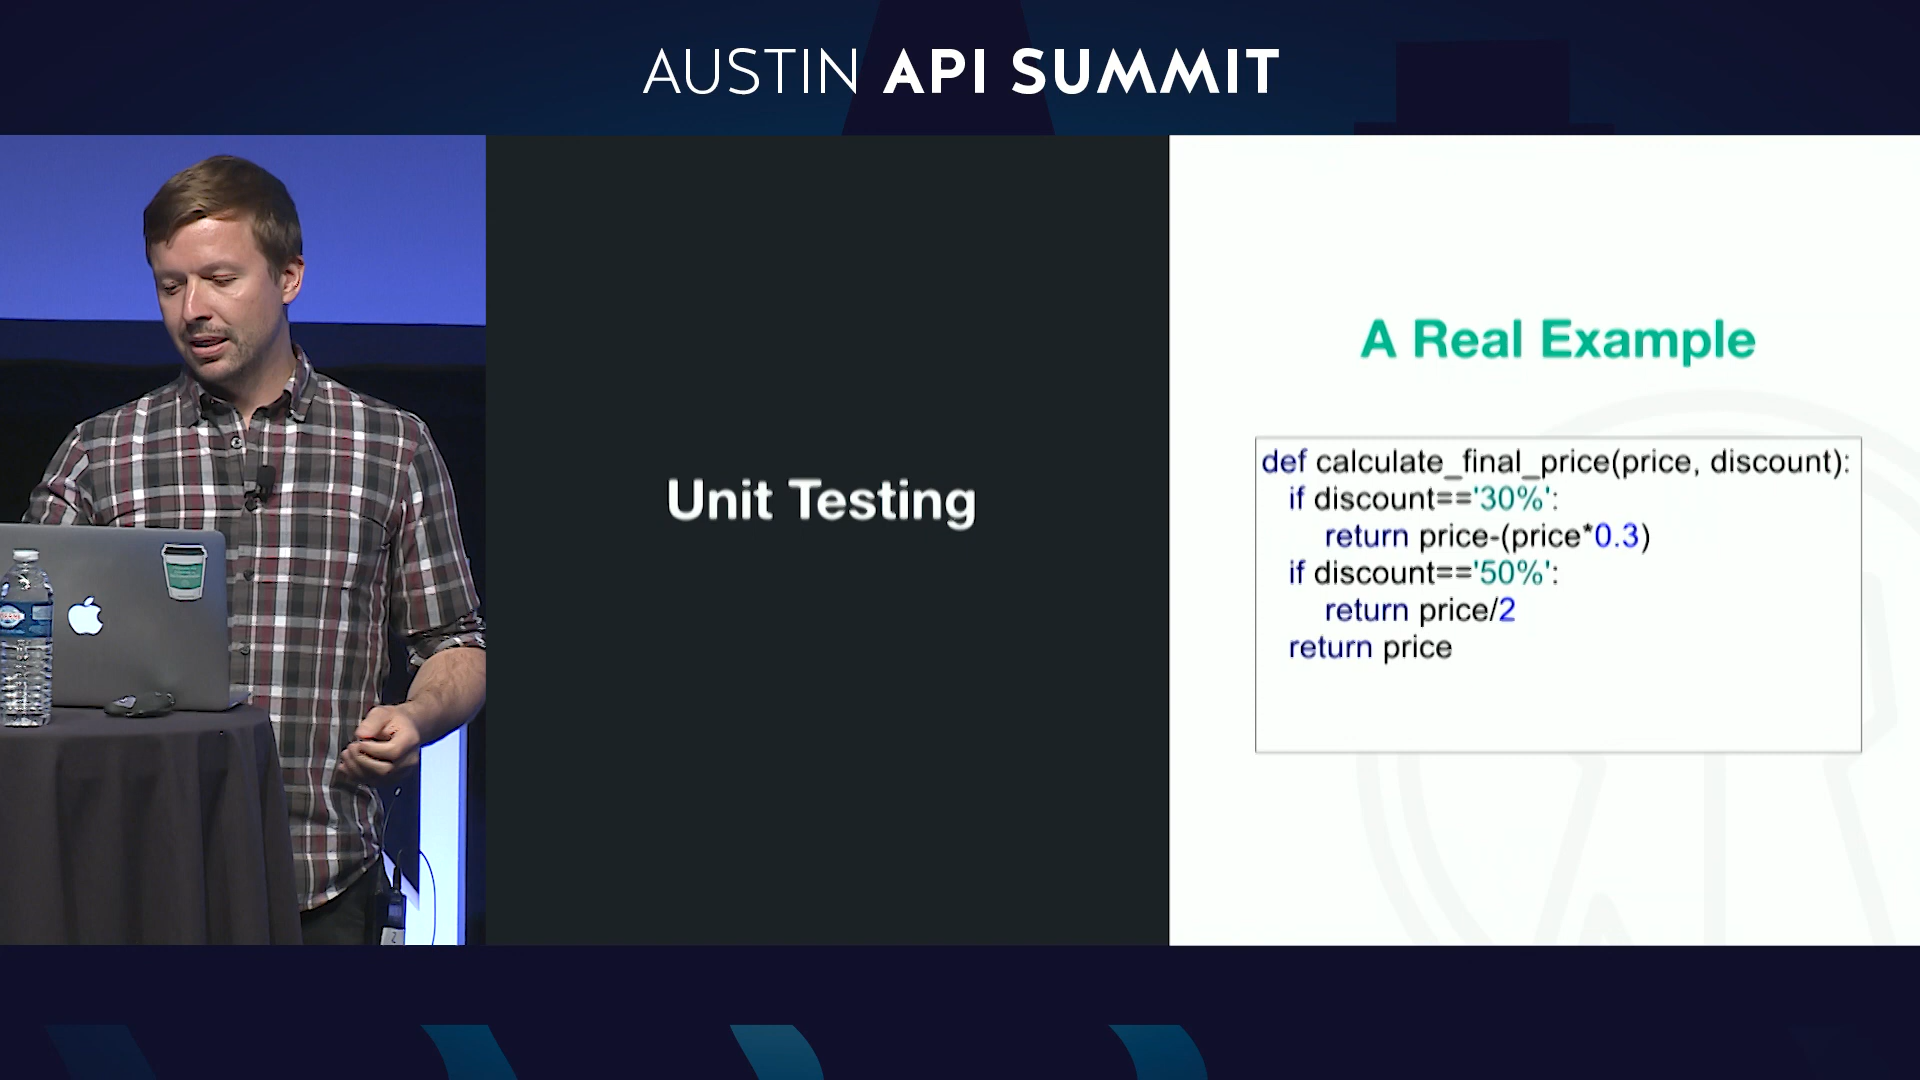 AUSTIN API SUMMIT
Unit Testing
A Real Example
def calculate_final_price(price, discount):
if discount=='30%':
return price-(price*0.3)
if discount=='50%':
return price/2
return price